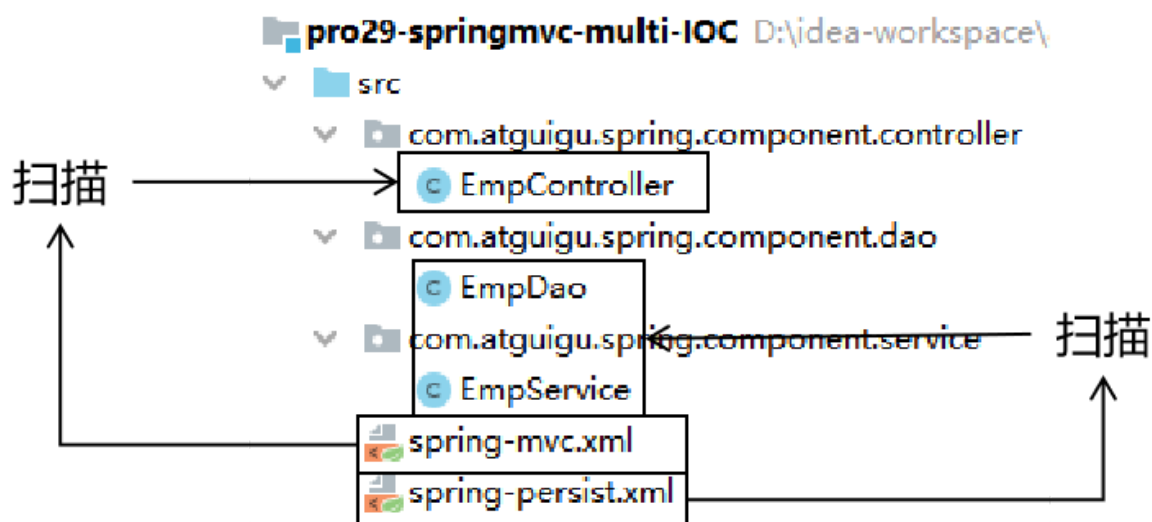 pro29-springmvc-multi-IOC D:\idea-workspace\
src
com.atguigu.spring.component.controller
扫描
C EmpController
com.atguigu.spring.component.dao
C EmpDao
com.atguigu.spring.component.service
扫描
C EmpService
spring-mvc.xml
spring-persist.xml